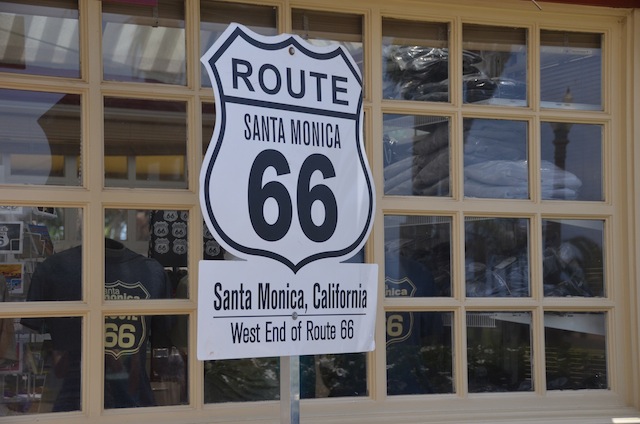 ROUTE
SANTA MONICA
66
Santa Monica, California
West End of Route 66